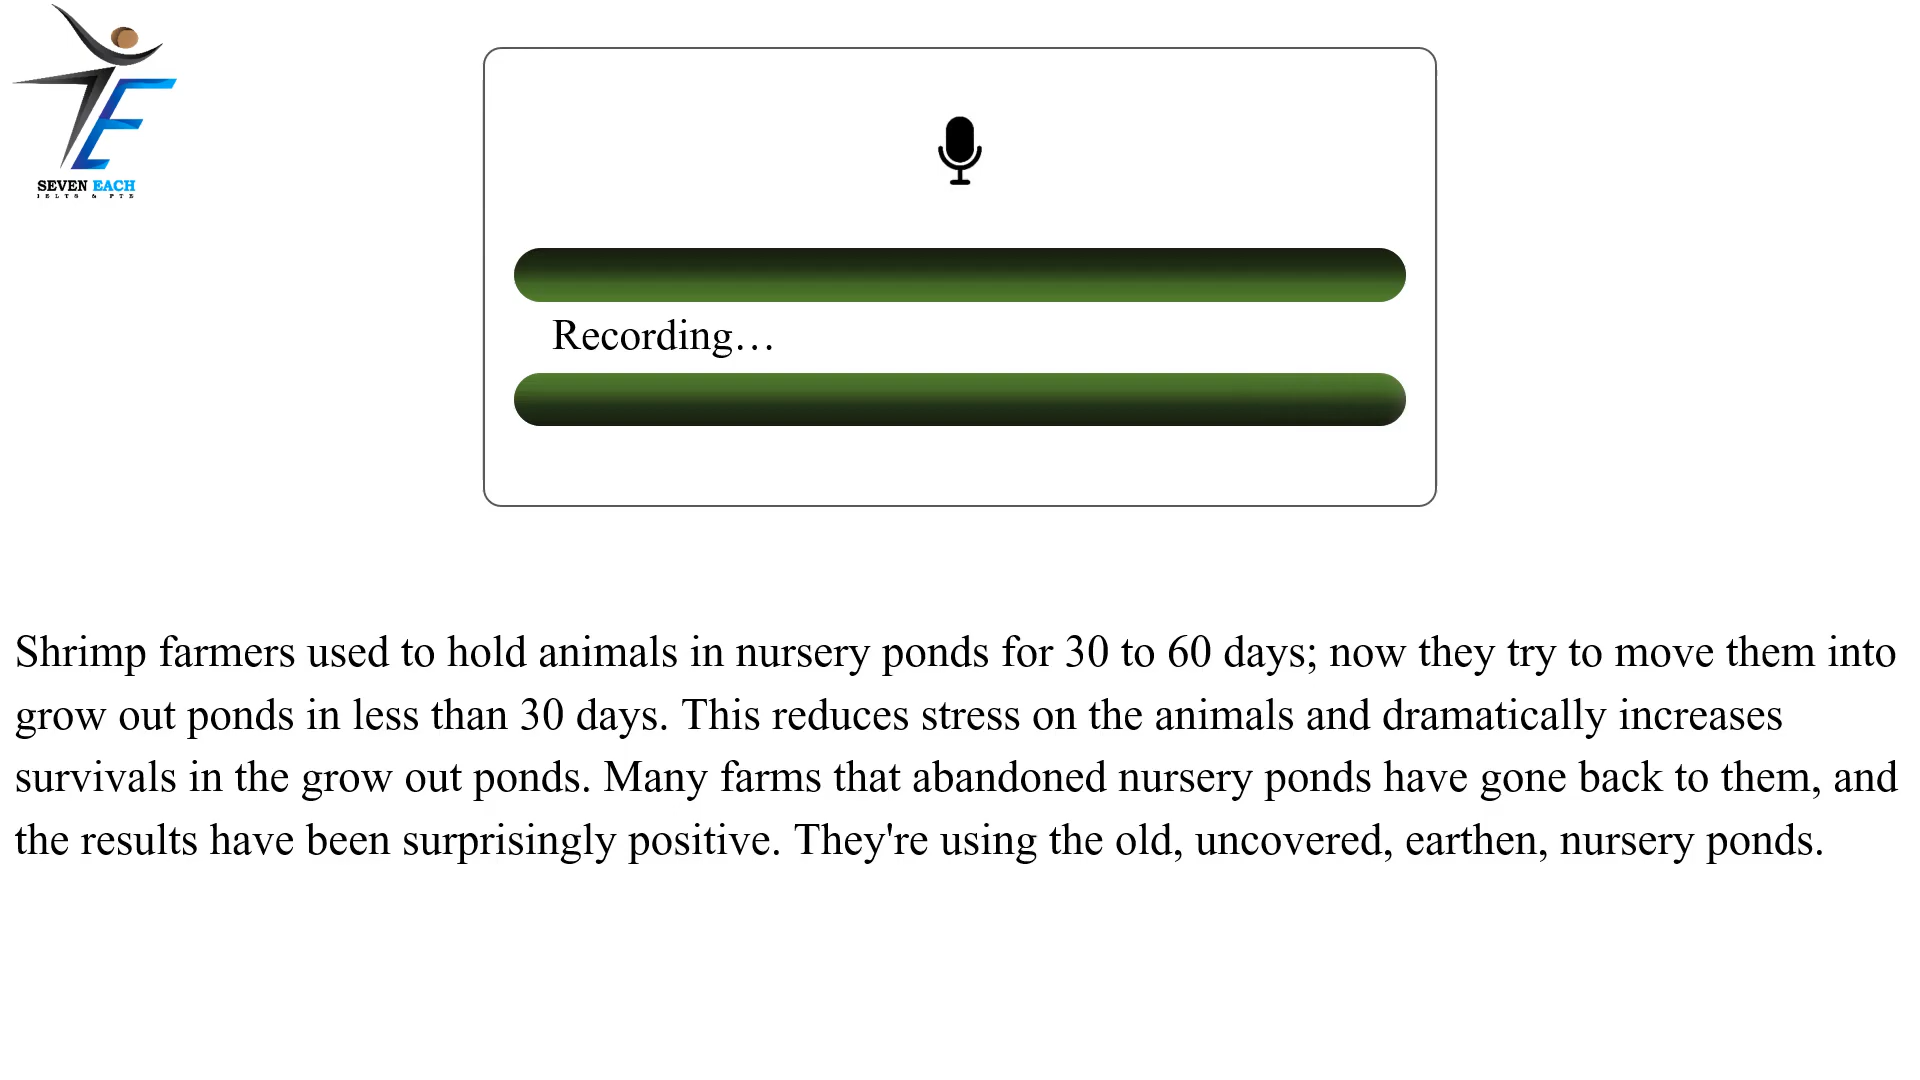 SEVEN EACH
IELTS & PTE
Recording…
Shrimp farmers used to hold animals in nursery ponds for 30 to 60 days; now they try to move them into
grow out ponds in less than 30 days. This reduces stress on the animals and dramatically increases
survivals in the grow out ponds. Many farms that abandoned nursery ponds have gone back to them, and
the results have been surprisingly positive. They're using the old, uncovered, earthen, nursery ponds.